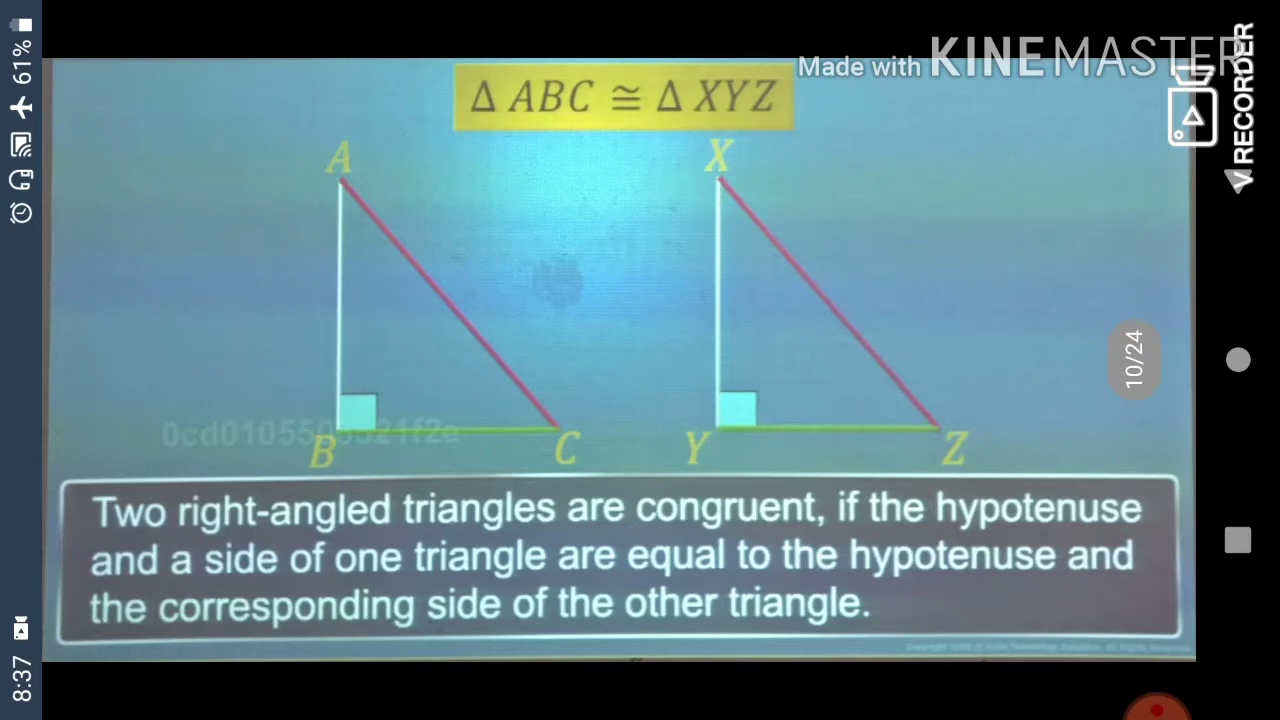 Made with KINEMASTER
Δ ABC ≅ Δ XYZ
A
X
B
C
Y
Z
0cd0105505521f2e
Two right-angled triangles are congruent, if the hypotenuse
and a side of one triangle are equal to the hypotenuse and
the corresponding side of the other triangle.
61%
8:37
10/24
V RECORDER